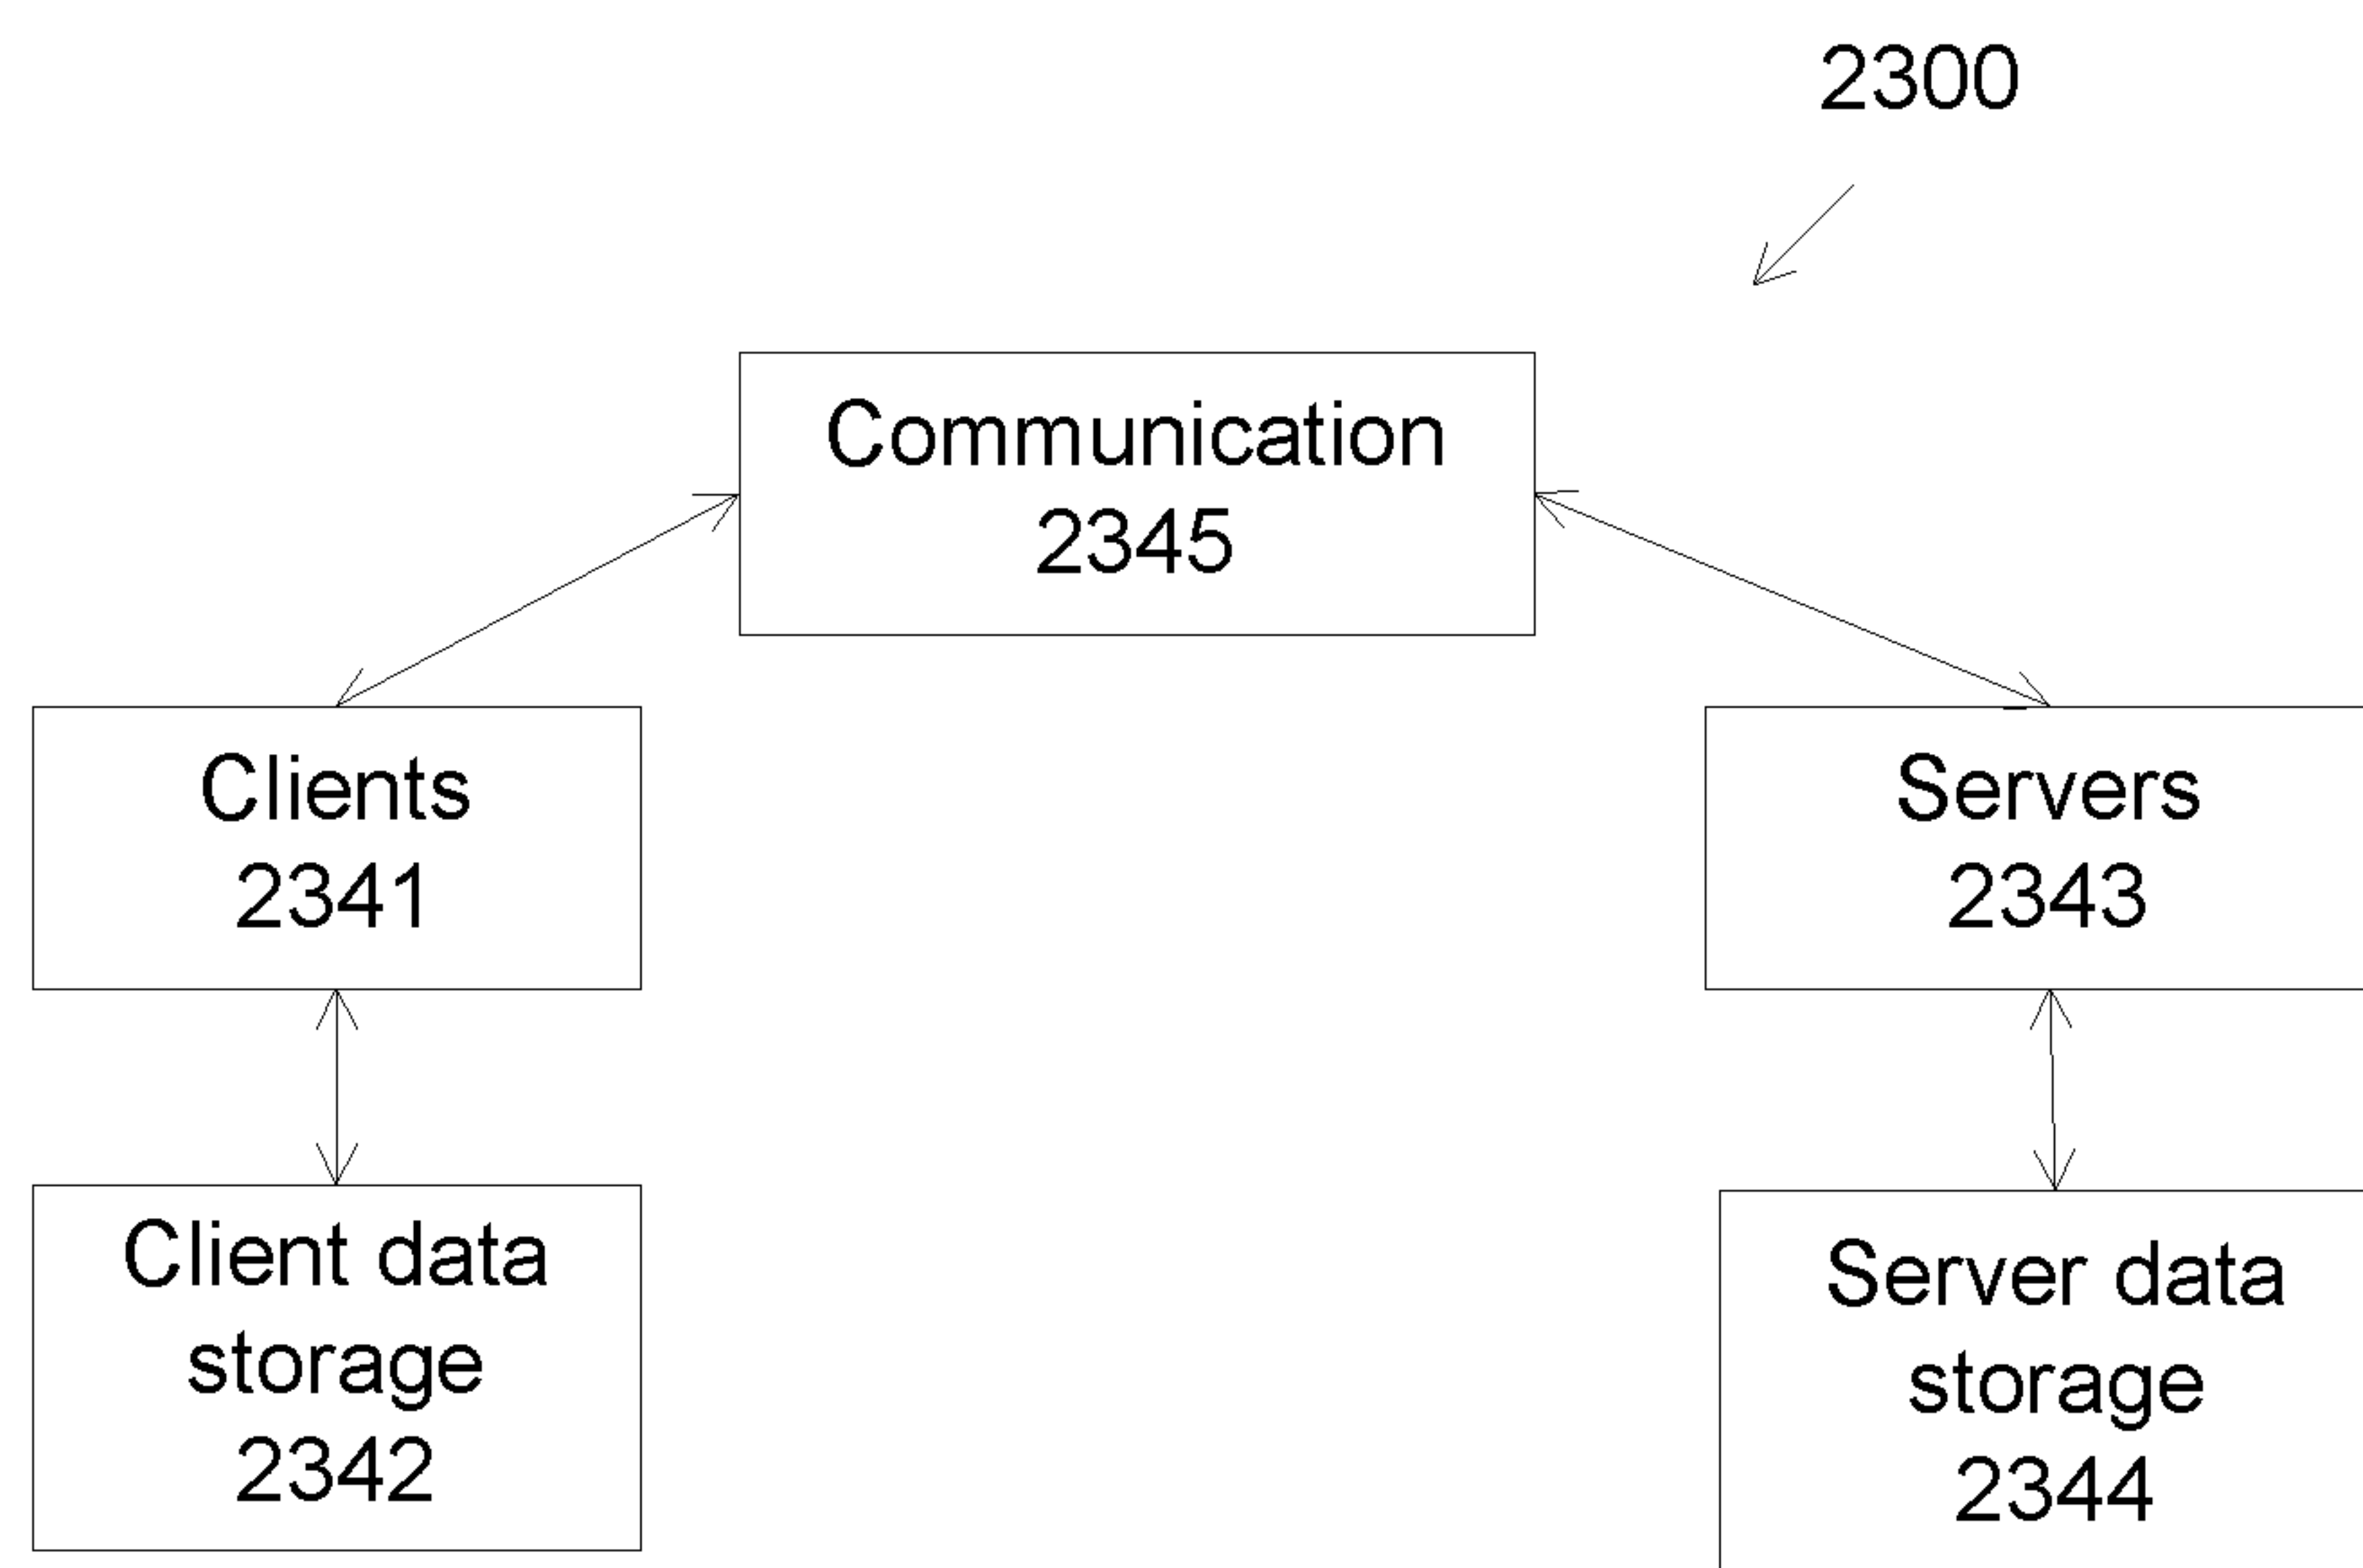 2300
Communication
2345
Clients
2341
Servers
2343
Client data
storage
2342
Server data
storage
2344